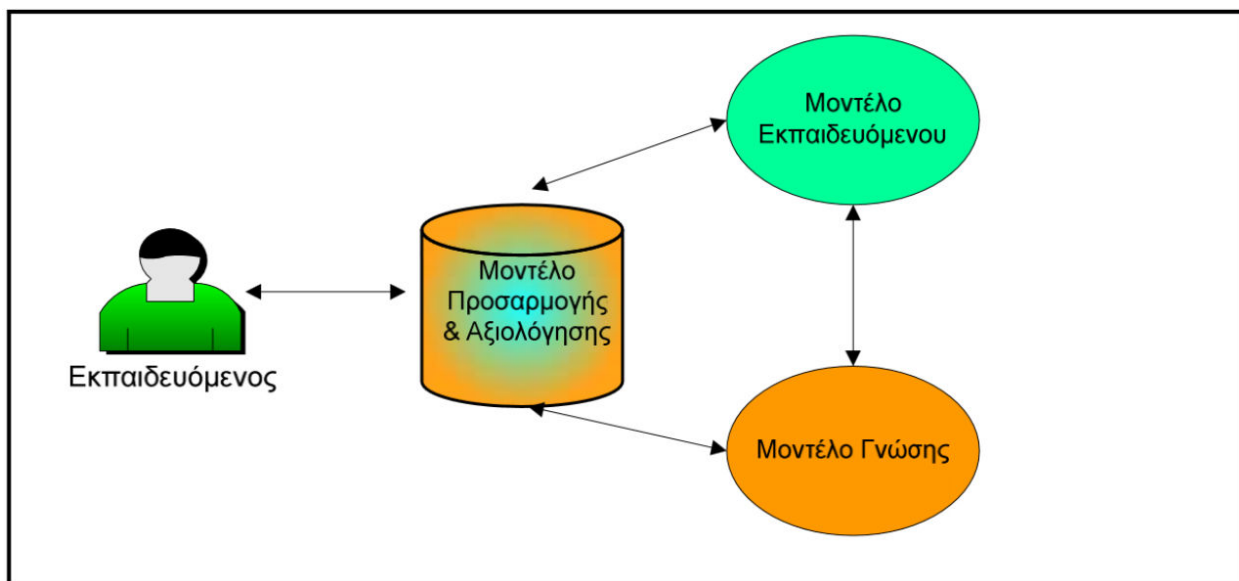 Μοντέλο
Εκπαιδευόμενου
Μοντέλο
Προσαρμογής
& Αξιολόγησης
Εκπαιδευόμενος
Μοντέλο Γνώσης